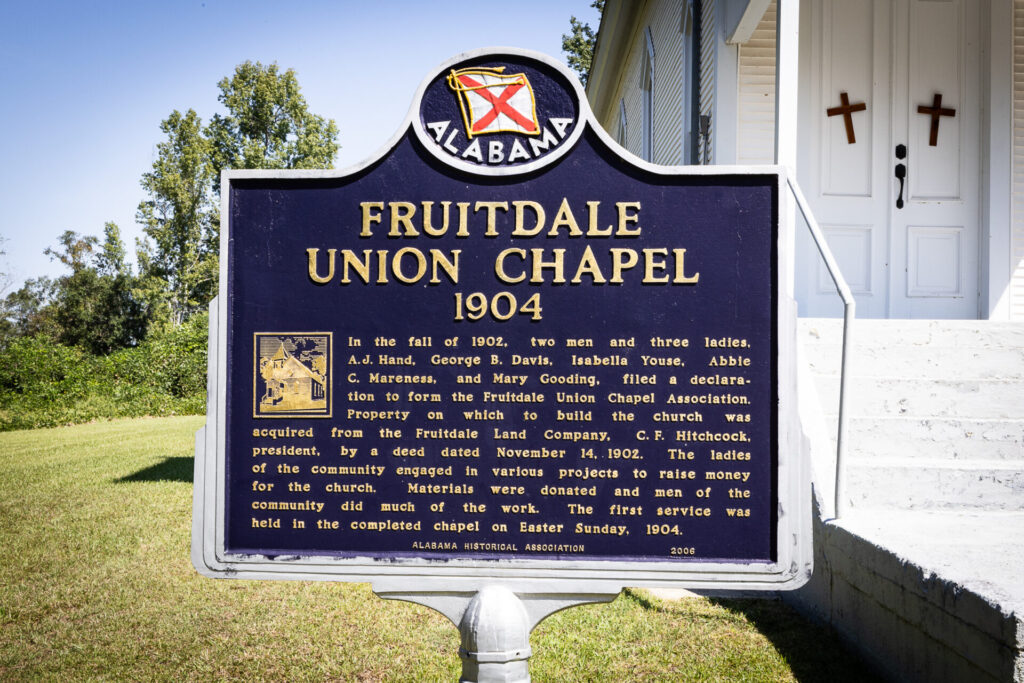 ALABAMA
FRUITDALE
UNION CHAPEL
1904
In the fall of 1902, two men and three ladies,
A.J. Hand, George B. Davis, Isabella Youse, Abbie
C. Mareness, and Mary Gooding, filed a declara-
tion to form the Fruitdale Union Chapel Association.
Property on which to build the church was
acquired from the Fruitdale Land Company, C.F. Hitchcock,
president, by a deed dated November 14, 1902. The ladies
of the community engaged in various projects to raise money
for the church. Materials were donated and men of the
community did much of the work. The first service was
held in the completed chapel on Easter Sunday, 1904.
ALABAMA HISTORICAL ASSOCIATION 2006